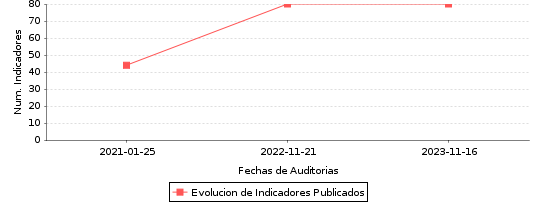 80
70
60
50
40
30
20
10
0
Num. Indicadores
2021-01-25 2022-11-21 2023-11-16
Fechas de Auditorias
Evolucion de Indicadores Publicados